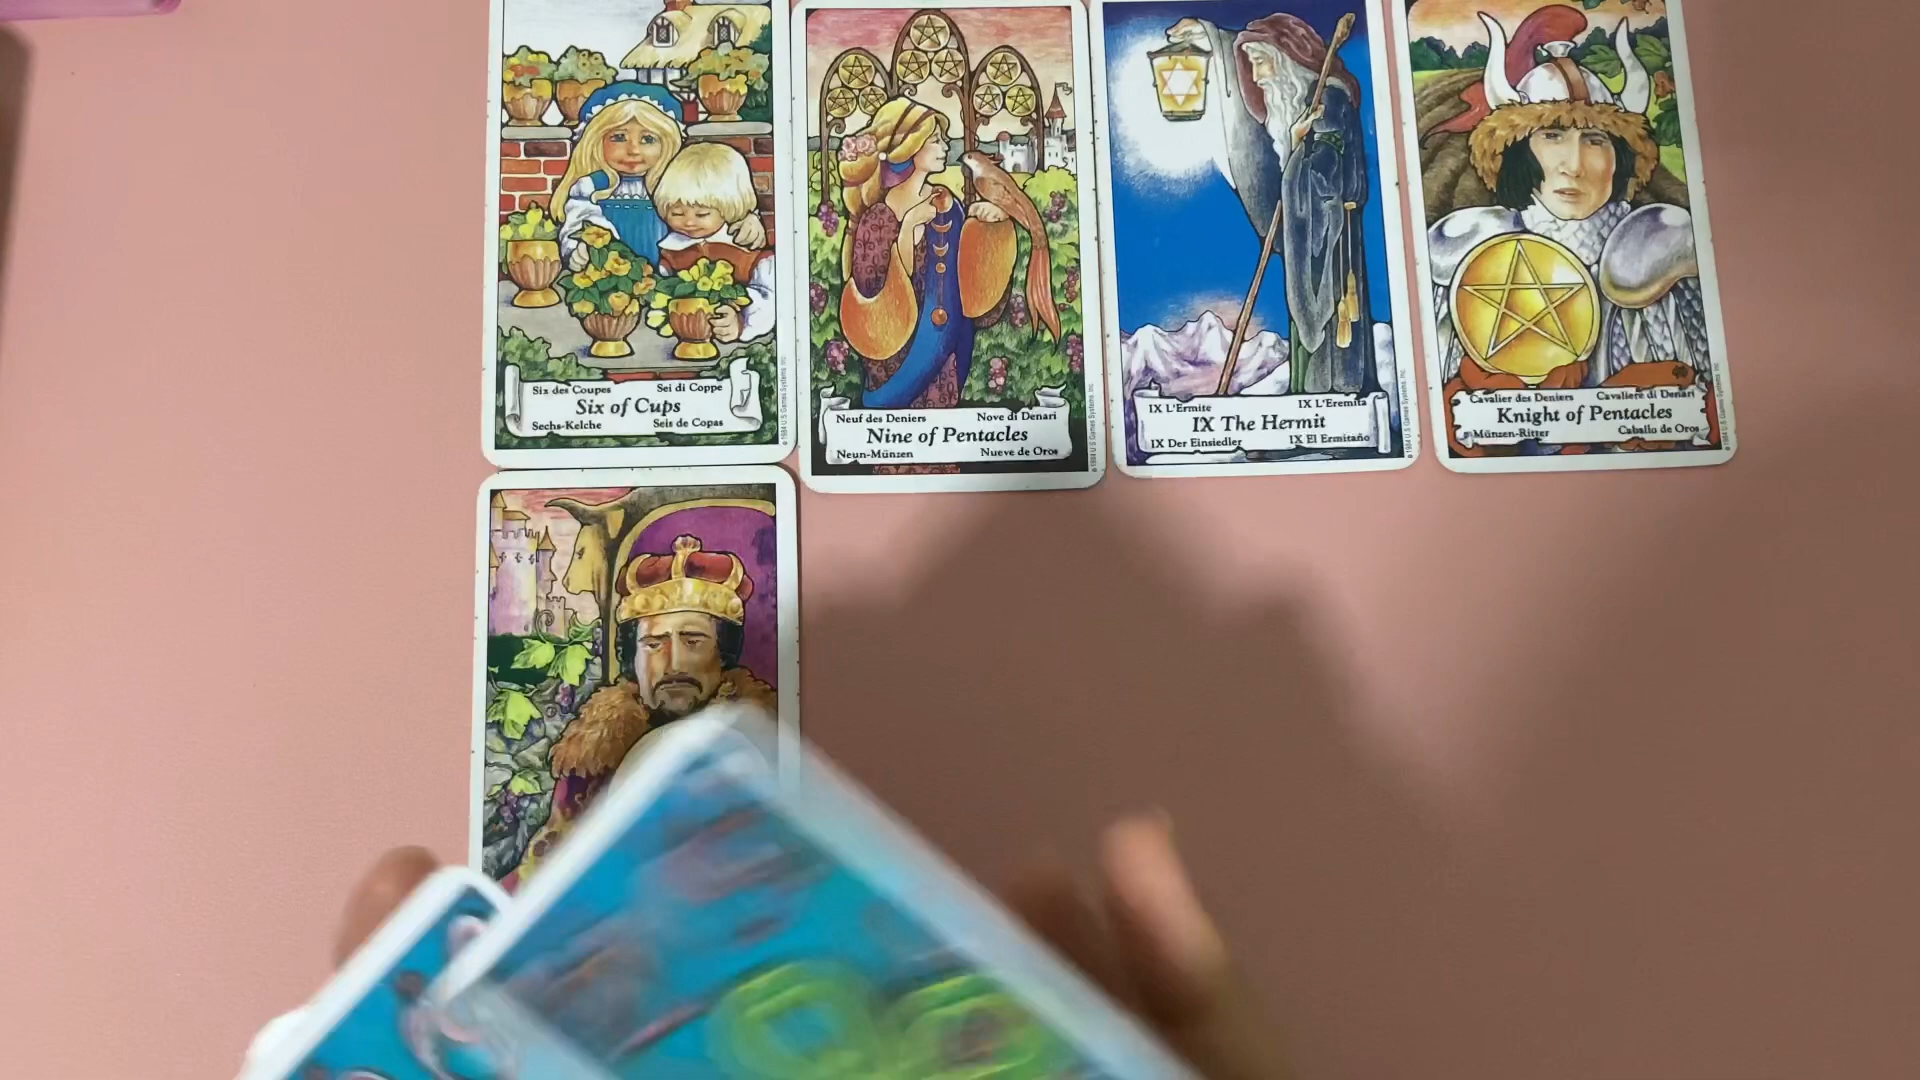 Six des Coupes Sei di Coppe
Six of Cups
Sechs-Kelche Seis de Copas
Neuf des Deniers Nove di Denari
Nine of Pentacles
Neun-Münzen Nueve de Oros
IX L'Ermite IX L'Eremita
IX The Hermit
IX Der Einsiedler IX El Ermitaño
Cavalier des Deniers Cavaliere di Denari
Knight of Pentacles
Münzen-Ritter Caballo de Oros